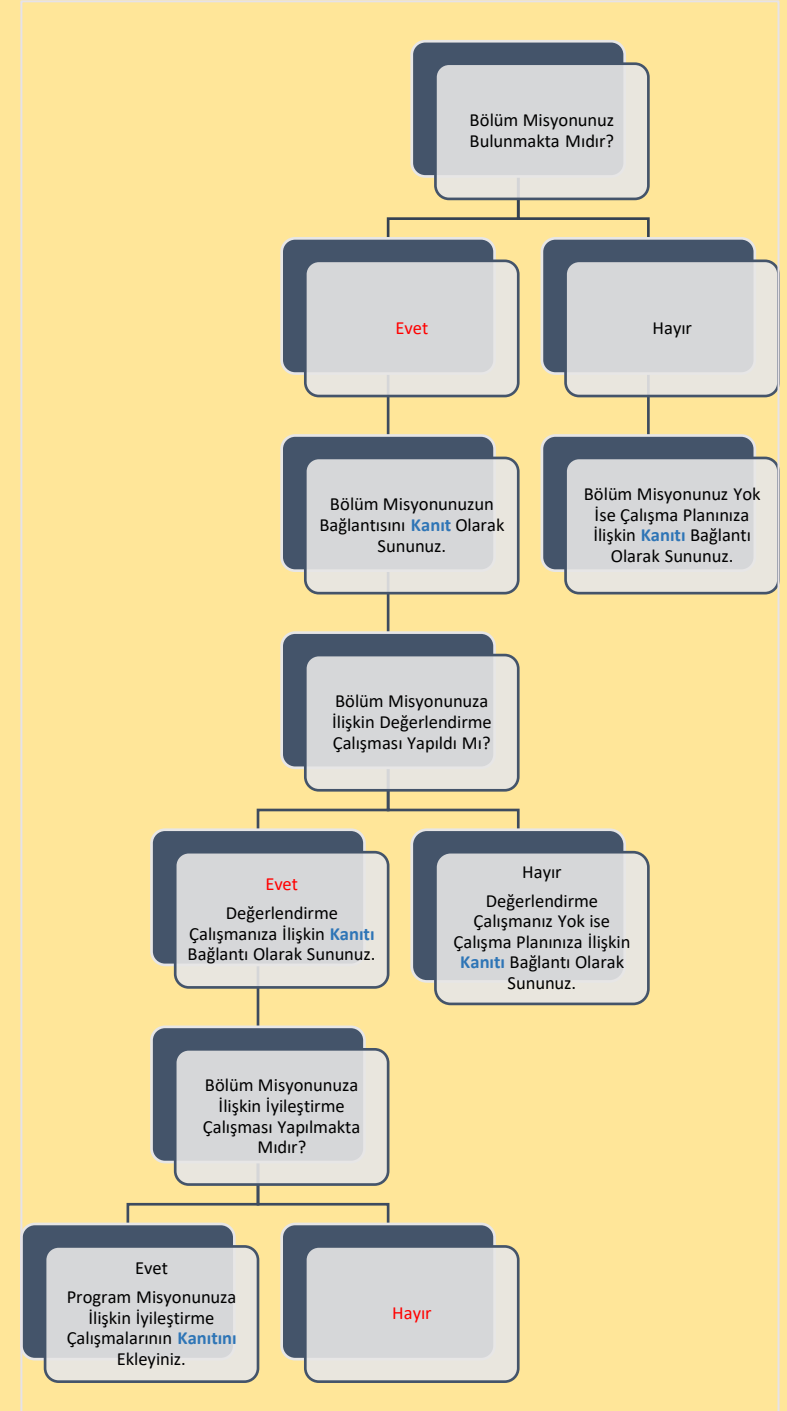 Bölüm Misyonunuz
Bulunmakta Mıdır?
Evet
Hayır
Bölüm Misyonunuzun
Bağlantısını Kanıt Olarak
Sununuz.
Bölüm Misyonunuz Yok
İse Çalışma Planınıza
İlişkin Kanıtı Bağlantı
Olarak Sununuz.
Bölüm Misyonunuza
İlişkin Değerlendirme
Çalışması Yapıldı Mı?
Evet
Değerlendirme
Çalışmanıza İlişkin Kanıtı
Bağlantı Olarak Sununuz.
Hayır
Değerlendirme
Çalışmanız Yok ise
Çalışma Planınıza İlişkin
Kanıtı Bağlantı Olarak
Sununuz.
Bölüm Misyonunuza
İlişkin İyileştirme
Çalışması Yapılmakta
Mıdır?
Evet
Program Misyonunuza
İlişkin İyileştirme
Çalışmalarının Kanıtını
Ekleyiniz.
Hayır